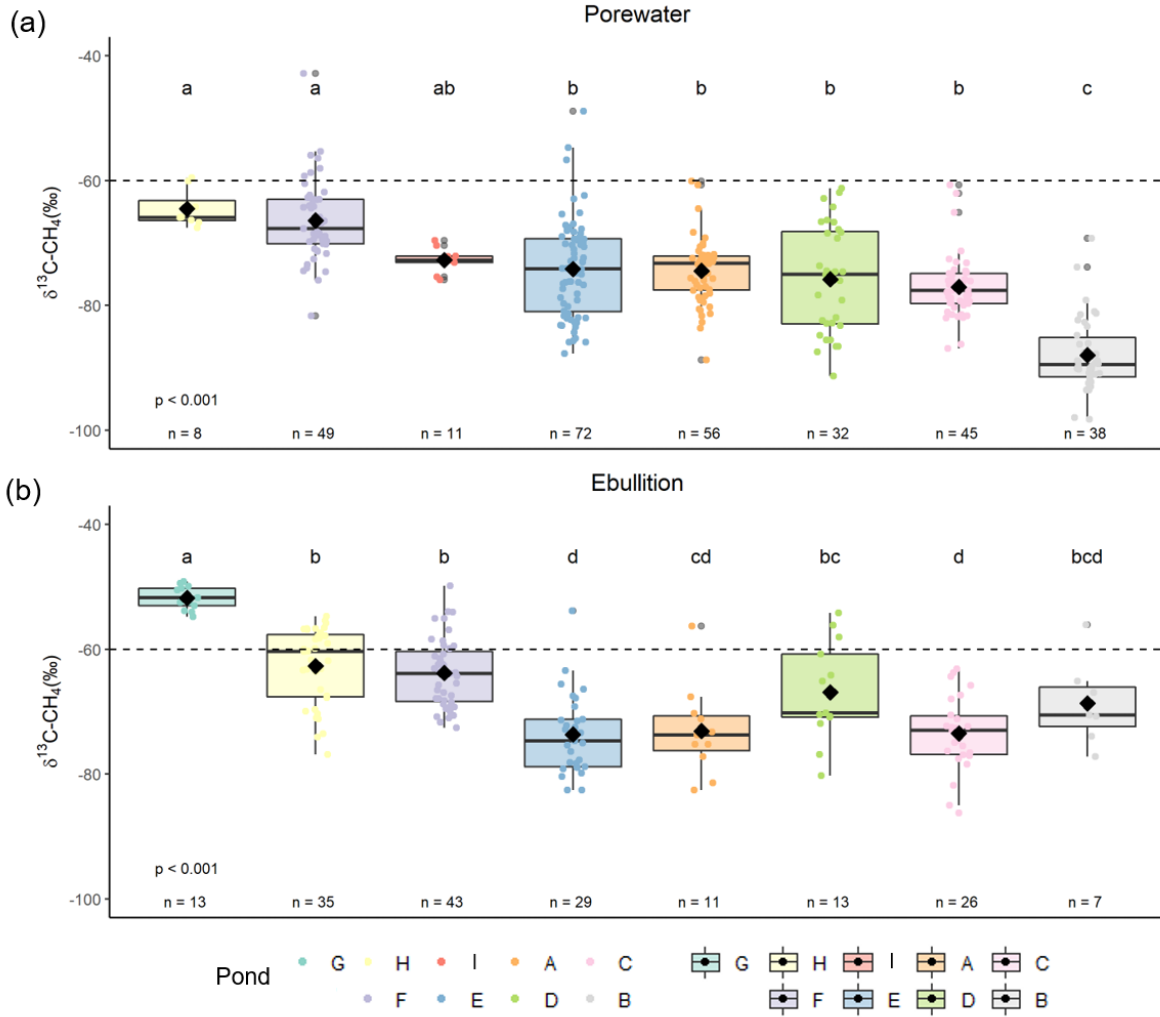 (a)
Porewater
-40
a a ab b b b b c
-60
δ¹³C-CH₄(‰)
-80
p < 0.001
-100
n = 8 n = 49 n = 11 n = 72 n = 56 n = 32 n = 45 n = 38
(b)
Ebullition
-40
a b b d cd bc d bcd
-60
δ¹³C-CH₄(‰)
-80
p < 0.001
-100
n = 13 n = 35 n = 43 n = 29 n = 11 n = 13 n = 26 n = 7
Pond G H I A C G H I A C
F E D B F E D B